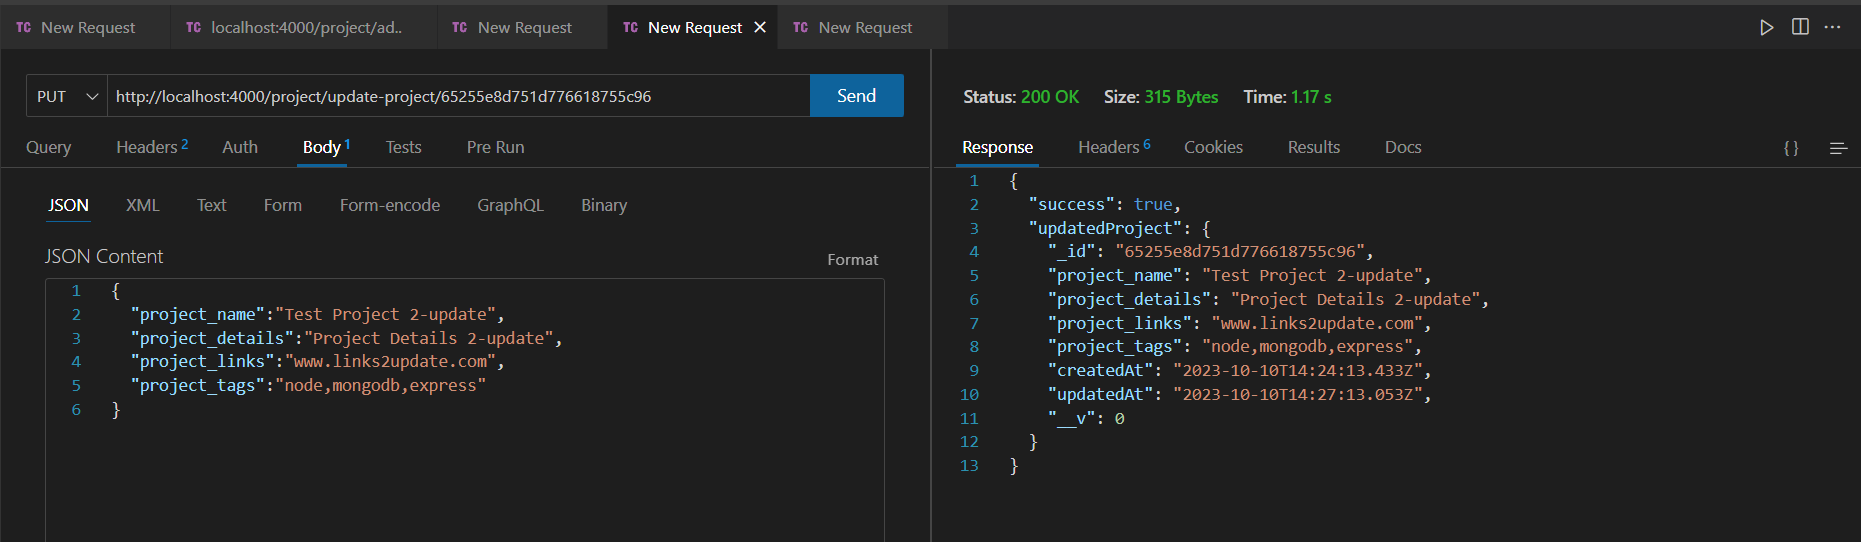 TC New Request TC localhost:4000/project/ad.. TC New Request TC New Request TC New Request
PUT http://localhost:4000/project/update-project/65255e8d751d776618755c96 Send
Query Headers 2 Auth Body 1 Tests Pre Run
JSON XML Text Form Form-encode GraphQL Binary
JSON Content
Format
1 {
2 "project_name":"Test Project 2-update",
3 "project_details":"Project Details 2-update",
4 "project_links":"www.links2update.com",
5 "project_tags":"node,mongodb,express"
6 }
Status: 200 OK Size: 315 Bytes Time: 1.17 s
Response Headers 6 Cookies Results Docs {}
1 {
2 "success": true,
3 "updatedProject": {
4 "_id": "65255e8d751d776618755c96",
5 "project_name": "Test Project 2-update",
6 "project_details": "Project Details 2-update",
7 "project_links": "www.links2update.com",
8 "project_tags": "node,mongodb,express",
9 "createdAt": "2023-10-10T14:24:13.433Z",
10 "updatedAt": "2023-10-10T14:27:13.053Z",
11 "__v": 0
12 }
13 }